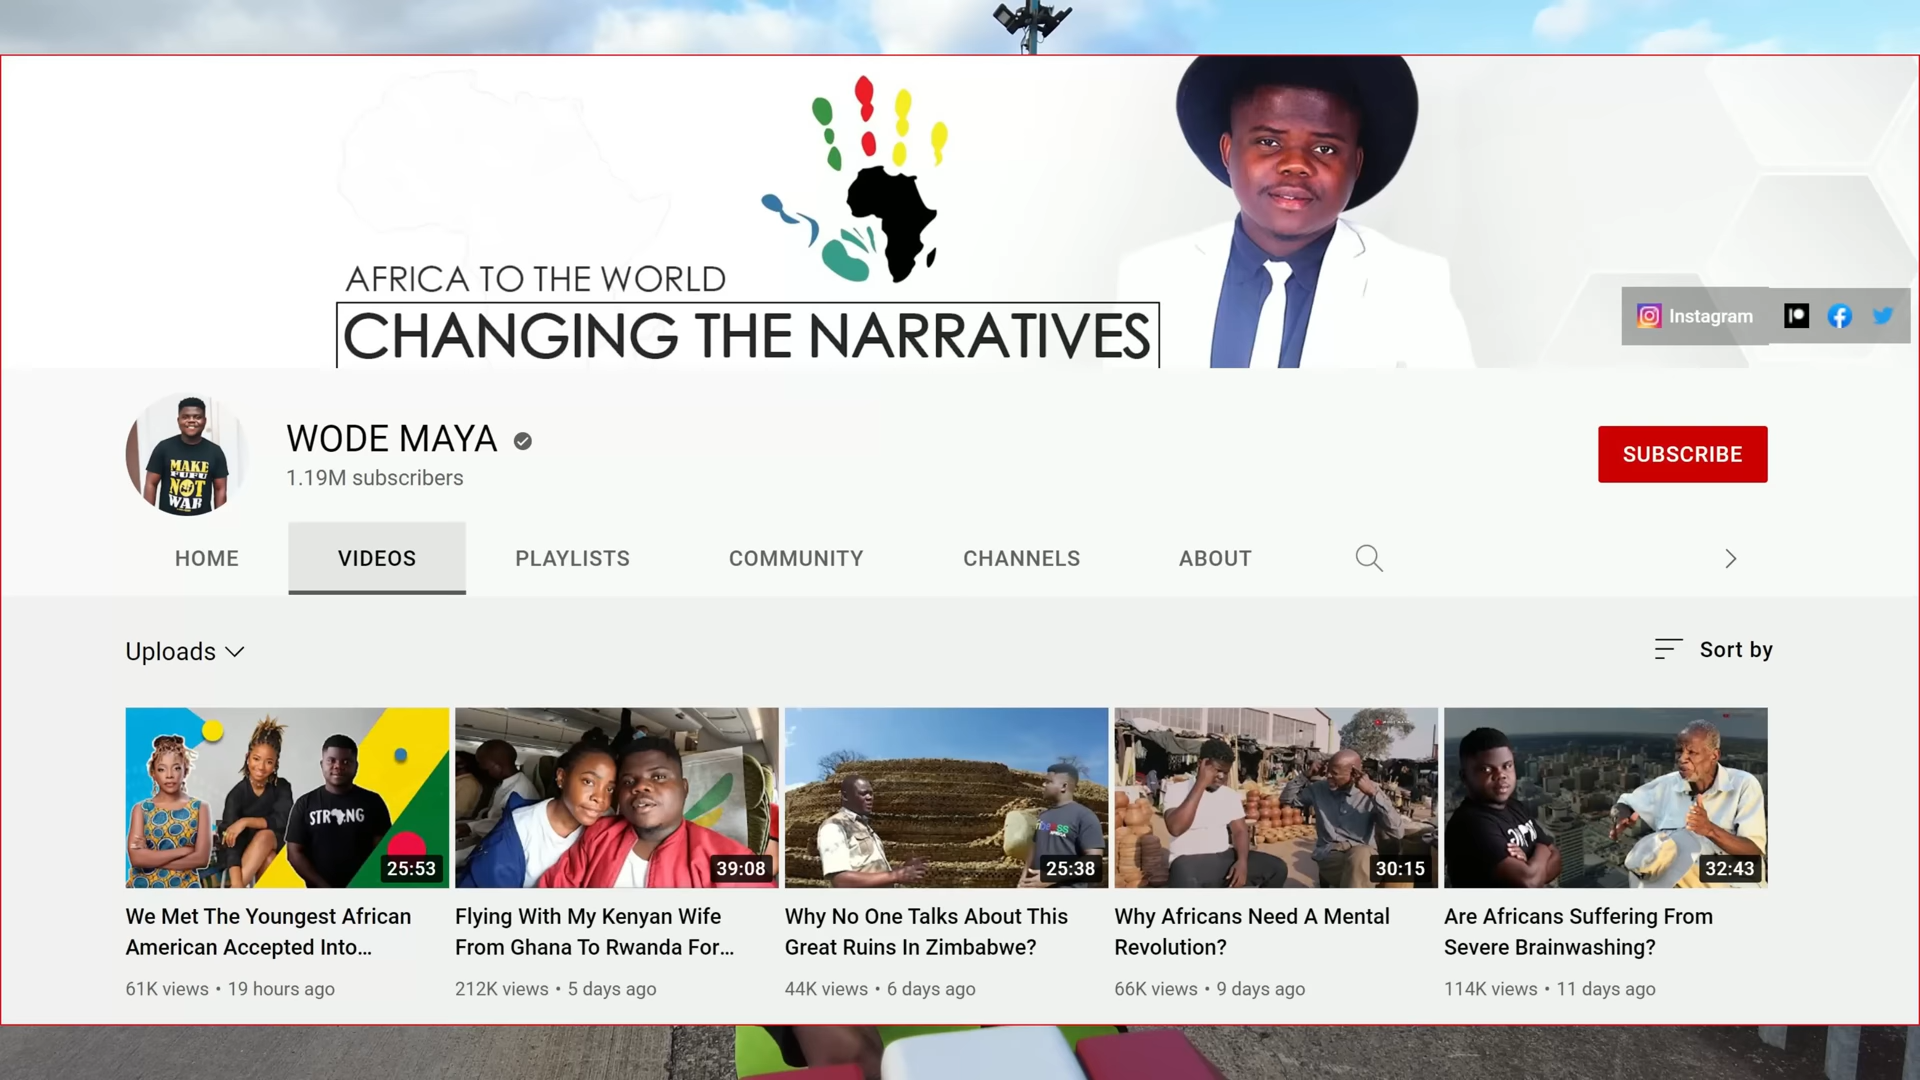 AFRICA TO THE WORLD
CHANGING THE NARRATIVES
Instagram
MAKE
NOT
WAR
WODE MAYA
1.19M subscribers
SUBSCRIBE
HOME
VIDEOS
PLAYLISTS
COMMUNITY
CHANNELS
ABOUT
Uploads
Sort by
STRONG
25:53
39:08
25:38
30:15
32:43
We Met The Youngest African
American Accepted Into...
61K views • 19 hours ago
Flying With My Kenyan Wife
From Ghana To Rwanda For...
212K views • 5 days ago
Why No One Talks About This
Great Ruins In Zimbabwe?
44K views • 6 days ago
Why Africans Need A Mental
Revolution?
66K views • 9 days ago
Are Africans Suffering From
Severe Brainwashing?
114K views • 11 days ago